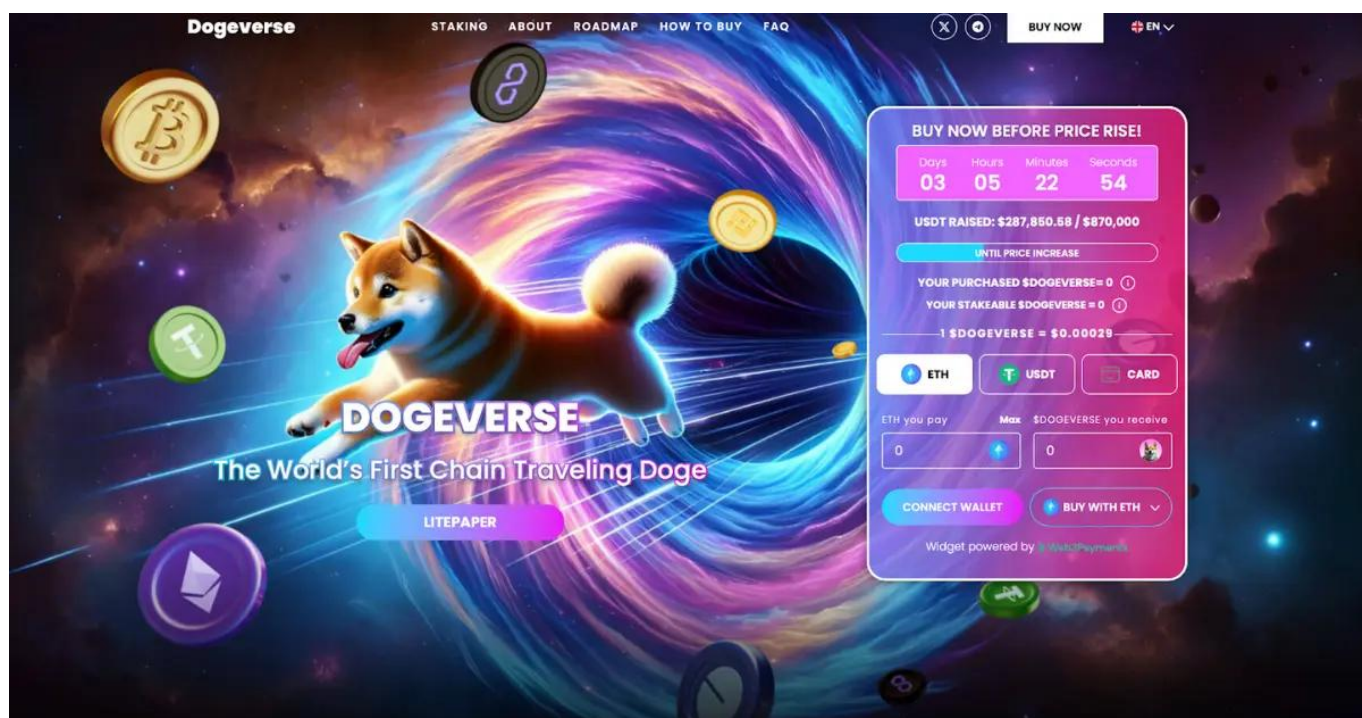 Dogeverse
STAKING ABOUT ROADMAP HOW TO BUY FAQ
BUY NOW
EN
BUY NOW BEFORE PRICE RISE!
Days Hours Minutes Seconds
03 05 22 54
USDT RAISED: $287,850.58 / $870,000
UNTIL PRICE INCREASE
YOUR PURCHASED $DOGEVERSE= 0
YOUR STAKEABLE $DOGEVERSE = 0
1 $DOGEVERSE = $0.00029
ETH USDT CARD
ETH you pay Max $DOGEVERSE you receive
0 0
CONNECT WALLET BUY WITH ETH
Widget powered by Web3Payments
DOGEVERSE
The World's First Chain Traveling Doge
LITEPAPER